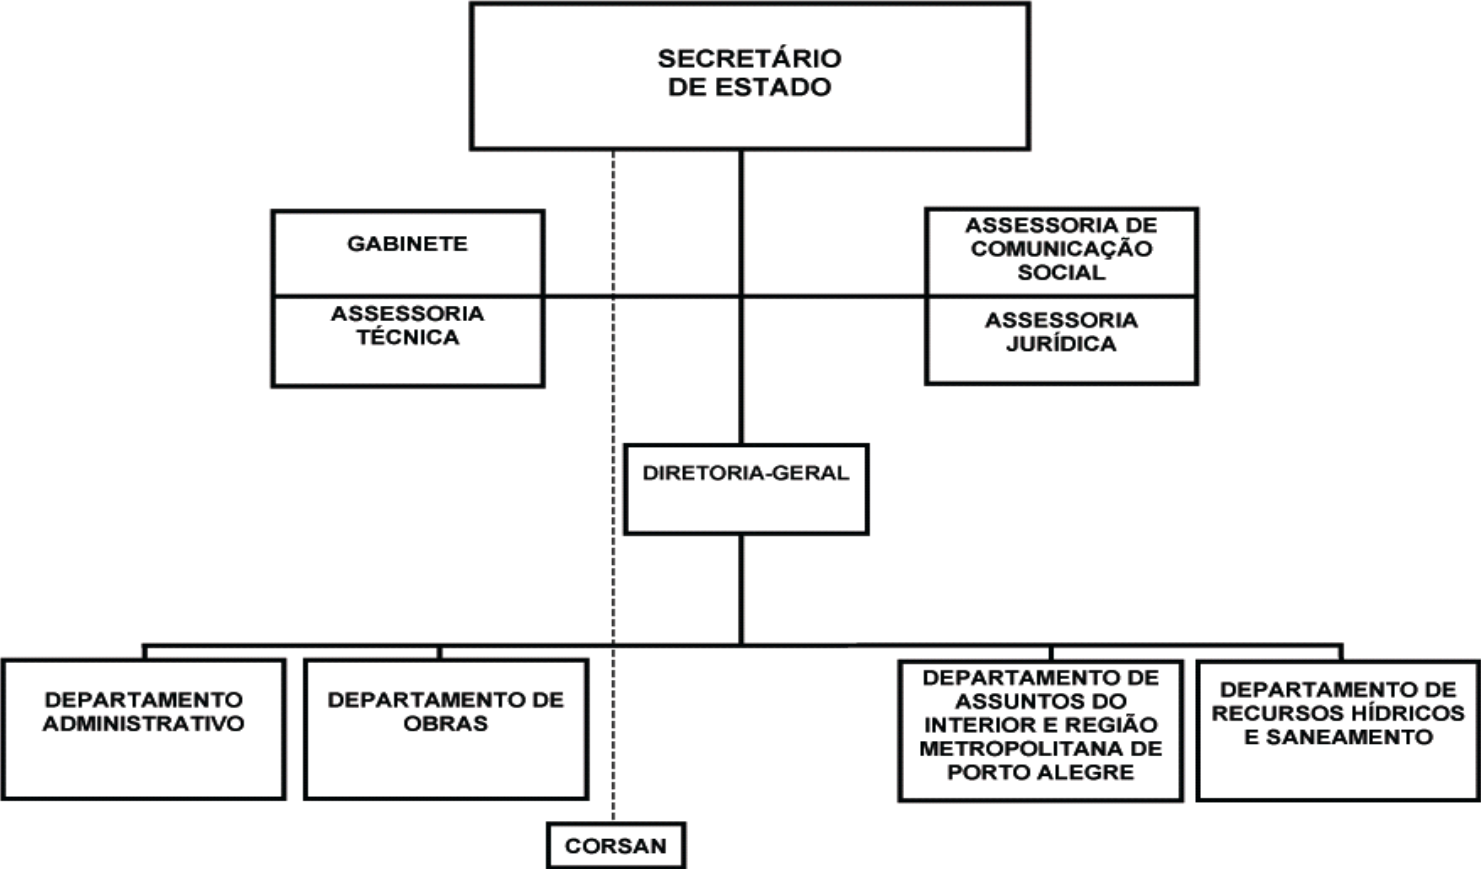 SECRETÁRIO
DE ESTADO
GABINETE
ASSESSORIA
TÉCNICA
ASSESSORIA DE
COMUNICAÇÃO
SOCIAL
ASSESSORIA
JURÍDICA
DIRETORIA-GERAL
DEPARTAMENTO
ADMINISTRATIVO
DEPARTAMENTO DE
OBRAS
DEPARTAMENTO DE
ASSUNTOS DO
INTERIOR E REGIÃO
METROPOLITANA DE
PORTO ALEGRE
DEPARTAMENTO DE
RECURSOS HÍDRICOS
E SANEAMENTO
CORSAN